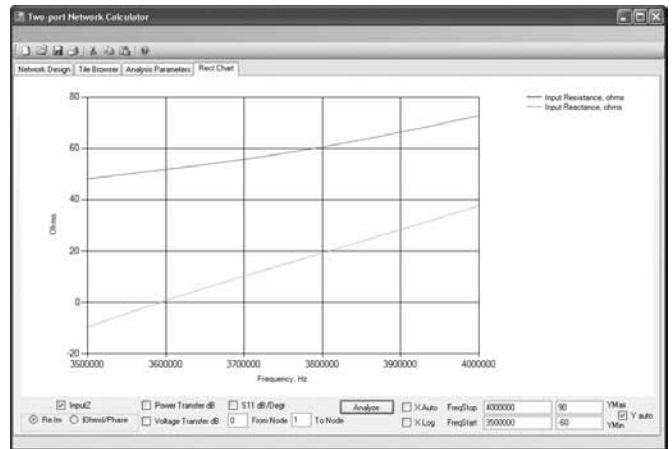 Two-port Network Calculator
Network Design Tile Browser Analysis Parameters Rect Chart
80
60
40
20
0
-20
Ohms
3500000 3600000 3700000 3800000 3900000 4000000
Frequency, Hz
Input Resistance, ohms
Input Reactance, ohms
InputZ Power Transfer dB S11 dB/Degr Analyse X Auto FreqStop 4000000 90 YMax
Re Im |Ohms|/Phase Voltage Transfer dB 0 From Node 1 To Node X Log FreqStart 3500000 -60 YMin
Y auto